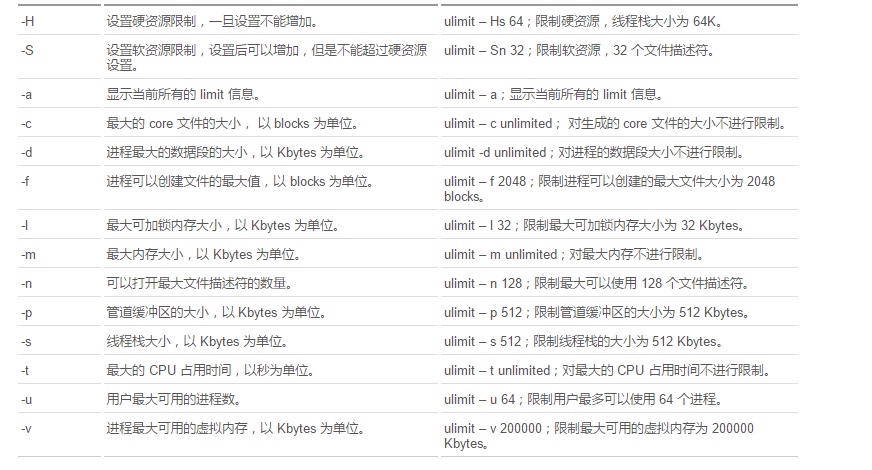 -H 设置硬资源限制，一旦设置不能增加。 ulimit – Hs 64；限制硬资源，线程栈大小为 64K。
-S 设置软资源限制，设置后可以增加，但是不能超过硬资源 ulimit – Sn 32；限制软资源，32 个文件描述符。
设置。
-a 显示当前所有的 limit 信息。 ulimit – a；显示当前所有的 limit 信息。
-c 最大的 core 文件的大小， 以 blocks 为单位。 ulimit – c unlimited； 对生成的 core 文件的大小不进行限制。
-d 进程最大的数据段的大小，以 Kbytes 为单位。 ulimit -d unlimited；对进程的数据段大小不进行限制。
-f 进程可以创建文件的最大值，以 blocks 为单位。 ulimit – f 2048；限制进程可以创建的最大文件大小为 2048
blocks。
-l 最大可加锁内存大小，以 Kbytes 为单位。 ulimit – l 32；限制最大可加锁内存大小为 32 Kbytes。
-m 最大内存大小，以 Kbytes 为单位。 ulimit – m unlimited；对最大内存不进行限制。
-n 可以打开最大文件描述符的数量。 ulimit – n 128；限制最大可以使用 128 个文件描述符。
-p 管道缓冲区的大小，以 Kbytes 为单位。 ulimit – p 512；限制管道缓冲区的大小为 512 Kbytes。
-s 线程栈大小，以 Kbytes 为单位。 ulimit – s 512；限制线程栈的大小为 512 Kbytes。
-t 最大的 CPU 占用时间，以秒为单位。 ulimit – t unlimited；对最大的 CPU 占用时间不进行限制。
-u 用户最大可用的进程数。 ulimit – u 64；限制用户最多可以使用 64 个进程。
-v 进程最大可用的虚拟内存，以 Kbytes 为单位。 ulimit – v 200000；限制最大可用的虚拟内存为 200000
Kbytes。